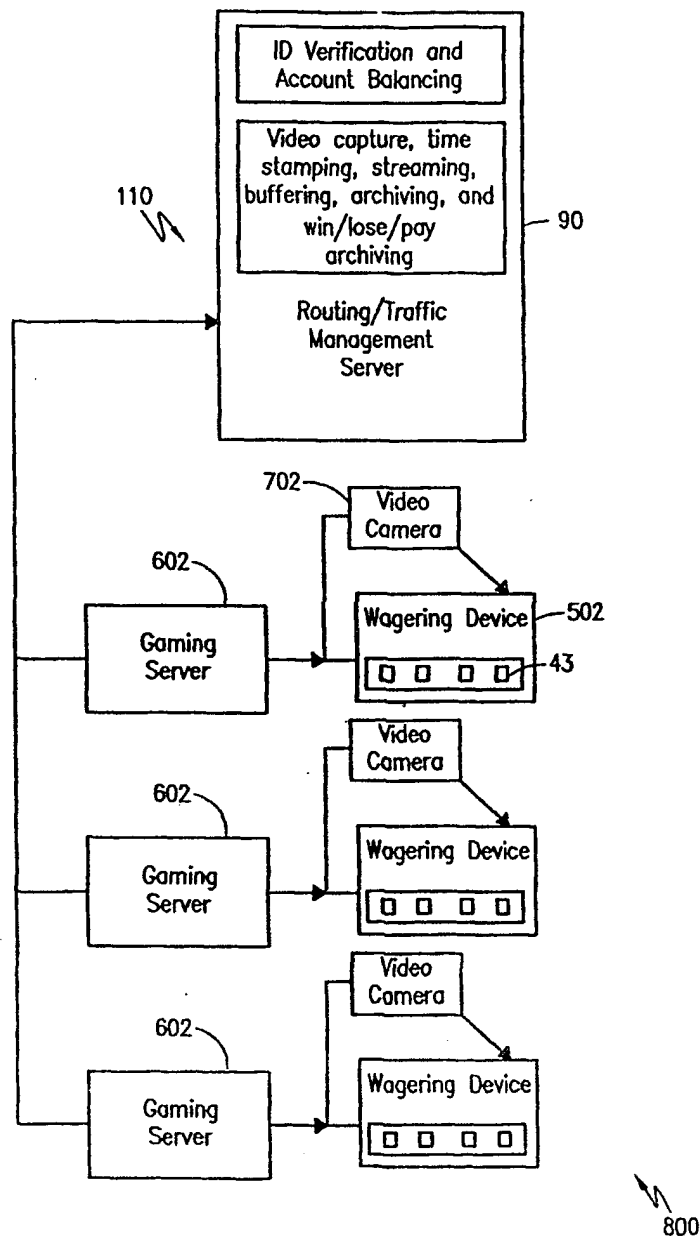 ID Verification and
Account Balancing
Video capture, time
stamping, streaming,
buffering, archiving, and
win/lose/pay
archiving
110
90
Routing/Traffic
Management
Server
702
Video
Camera
602
Gaming
Server
Wagering Device
502
43
Video
Camera
602
Gaming
Server
Wagering Device
Video
Camera
602
Gaming
Server
Wagering Device
800